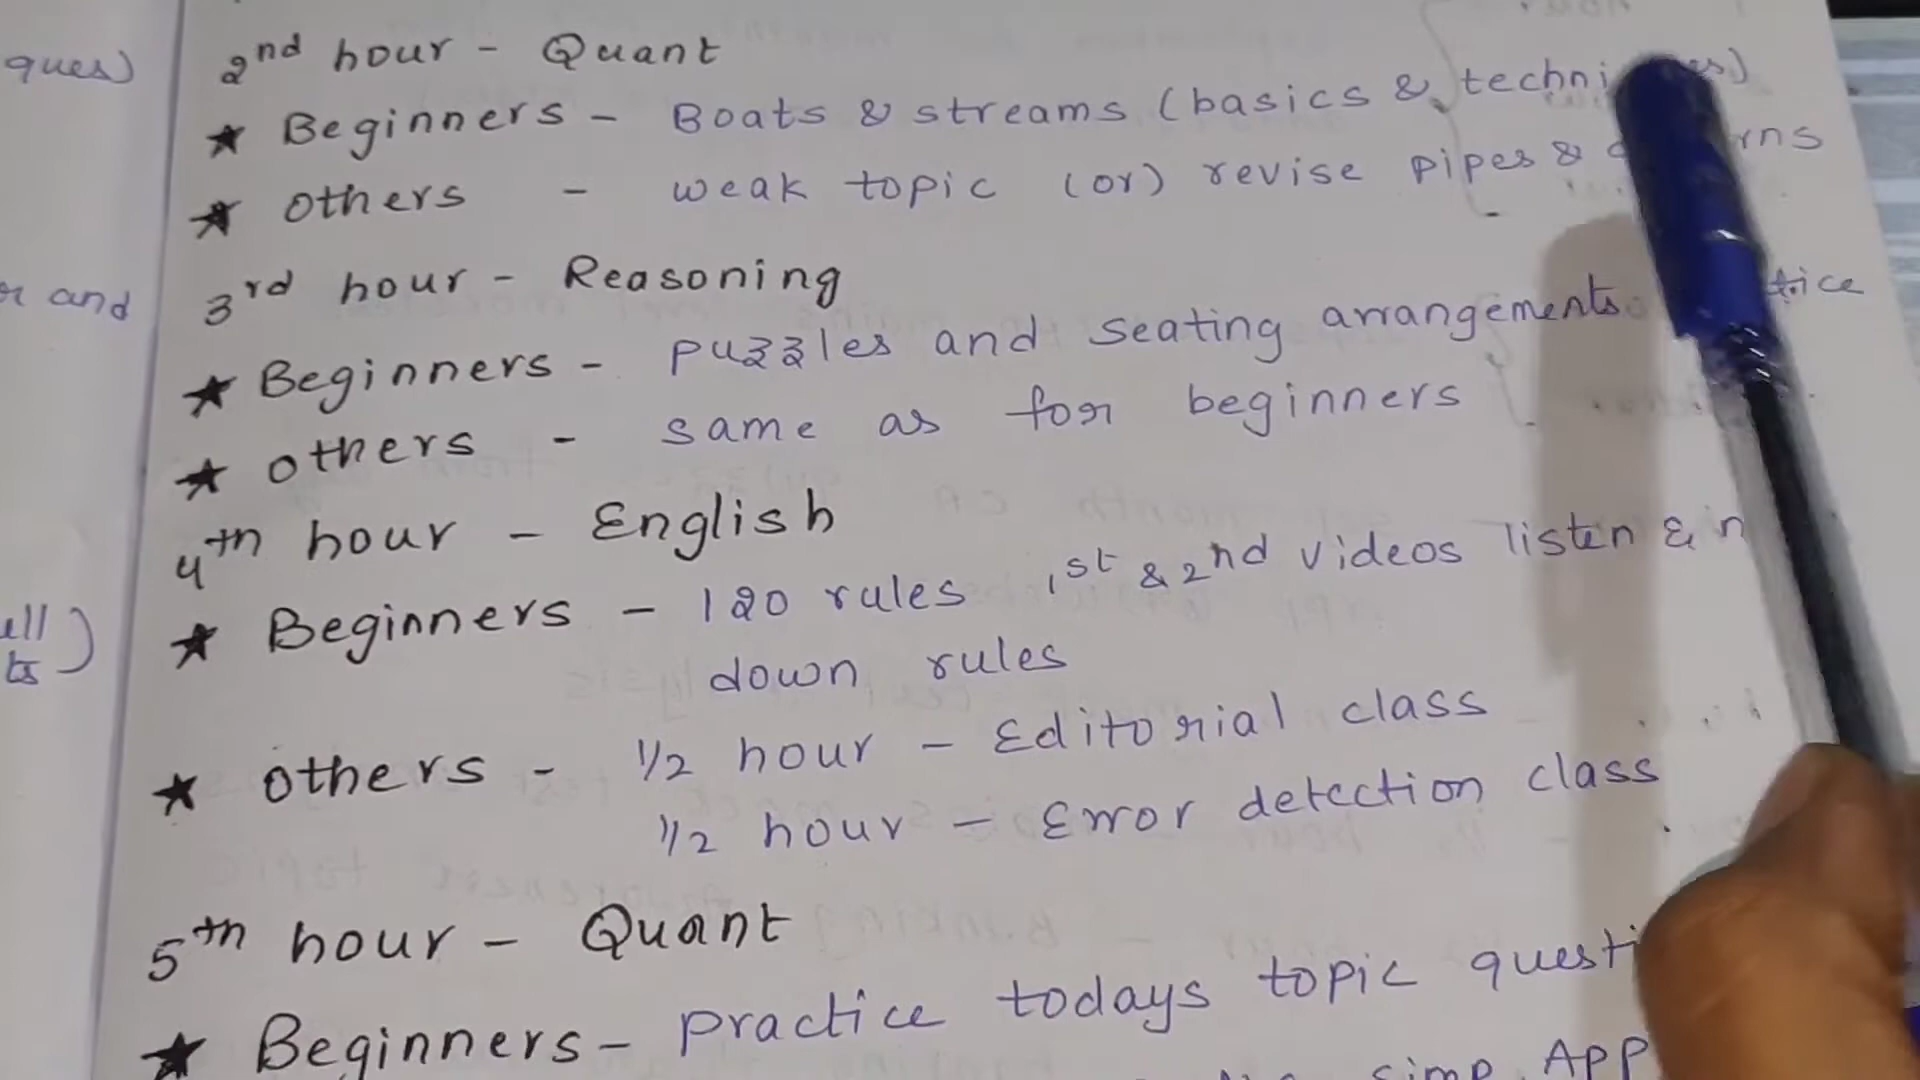 ques)
2nd hour - Quant
★ Beginners - Boats & streams (basics &
★ others - weak topic (or) revise pipes &
r and
3rd hour - Reasoning
★ Beginners - puzzles and seating arrangements
★ others - same as for beginners
4th hour - English
★ Beginners - 120 rules 1st & 2nd videos listen &
down rules
★ others - 1/2 hour - Editorial class
1/2 hour - Error detection class
5th hour - Quant
★ Beginners - practice todays topic
simp. APP